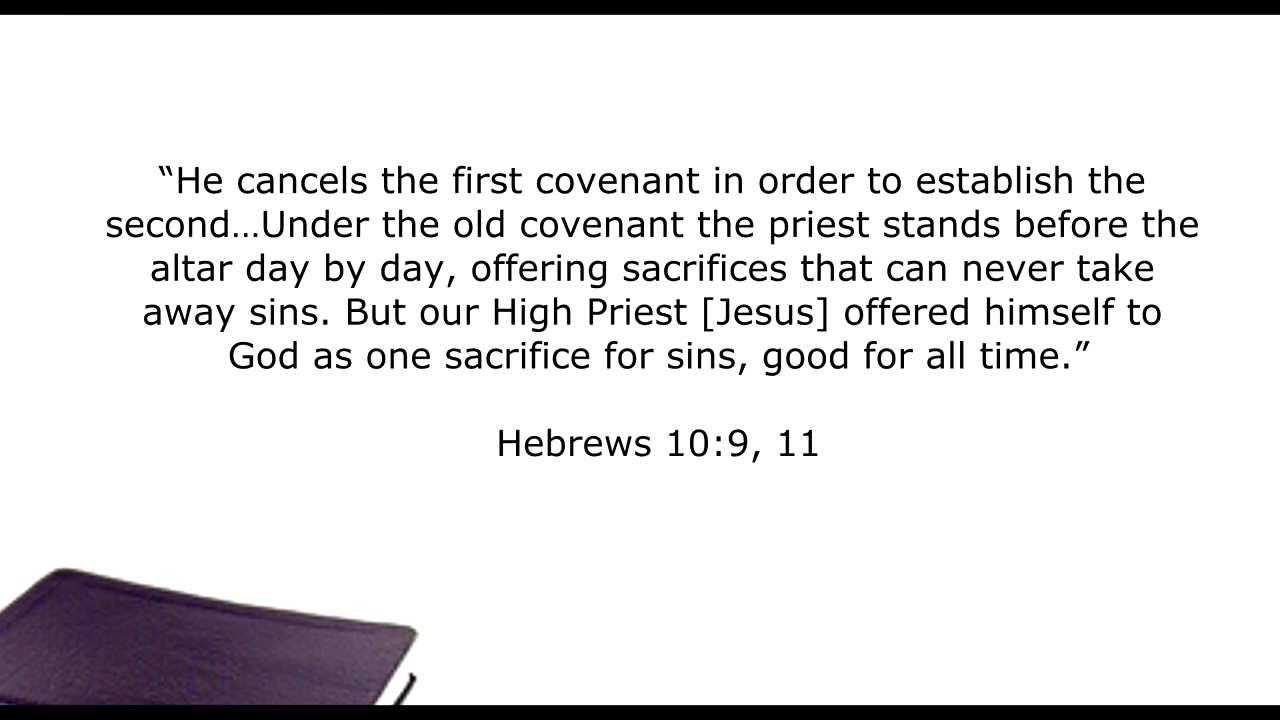 “He cancels the first covenant in order to establish the
second…Under the old covenant the priest stands before the
altar day by day, offering sacrifices that can never take
away sins. But our High Priest [Jesus] offered himself to
God as one sacrifice for sins, good for all time.”
Hebrews 10:9, 11